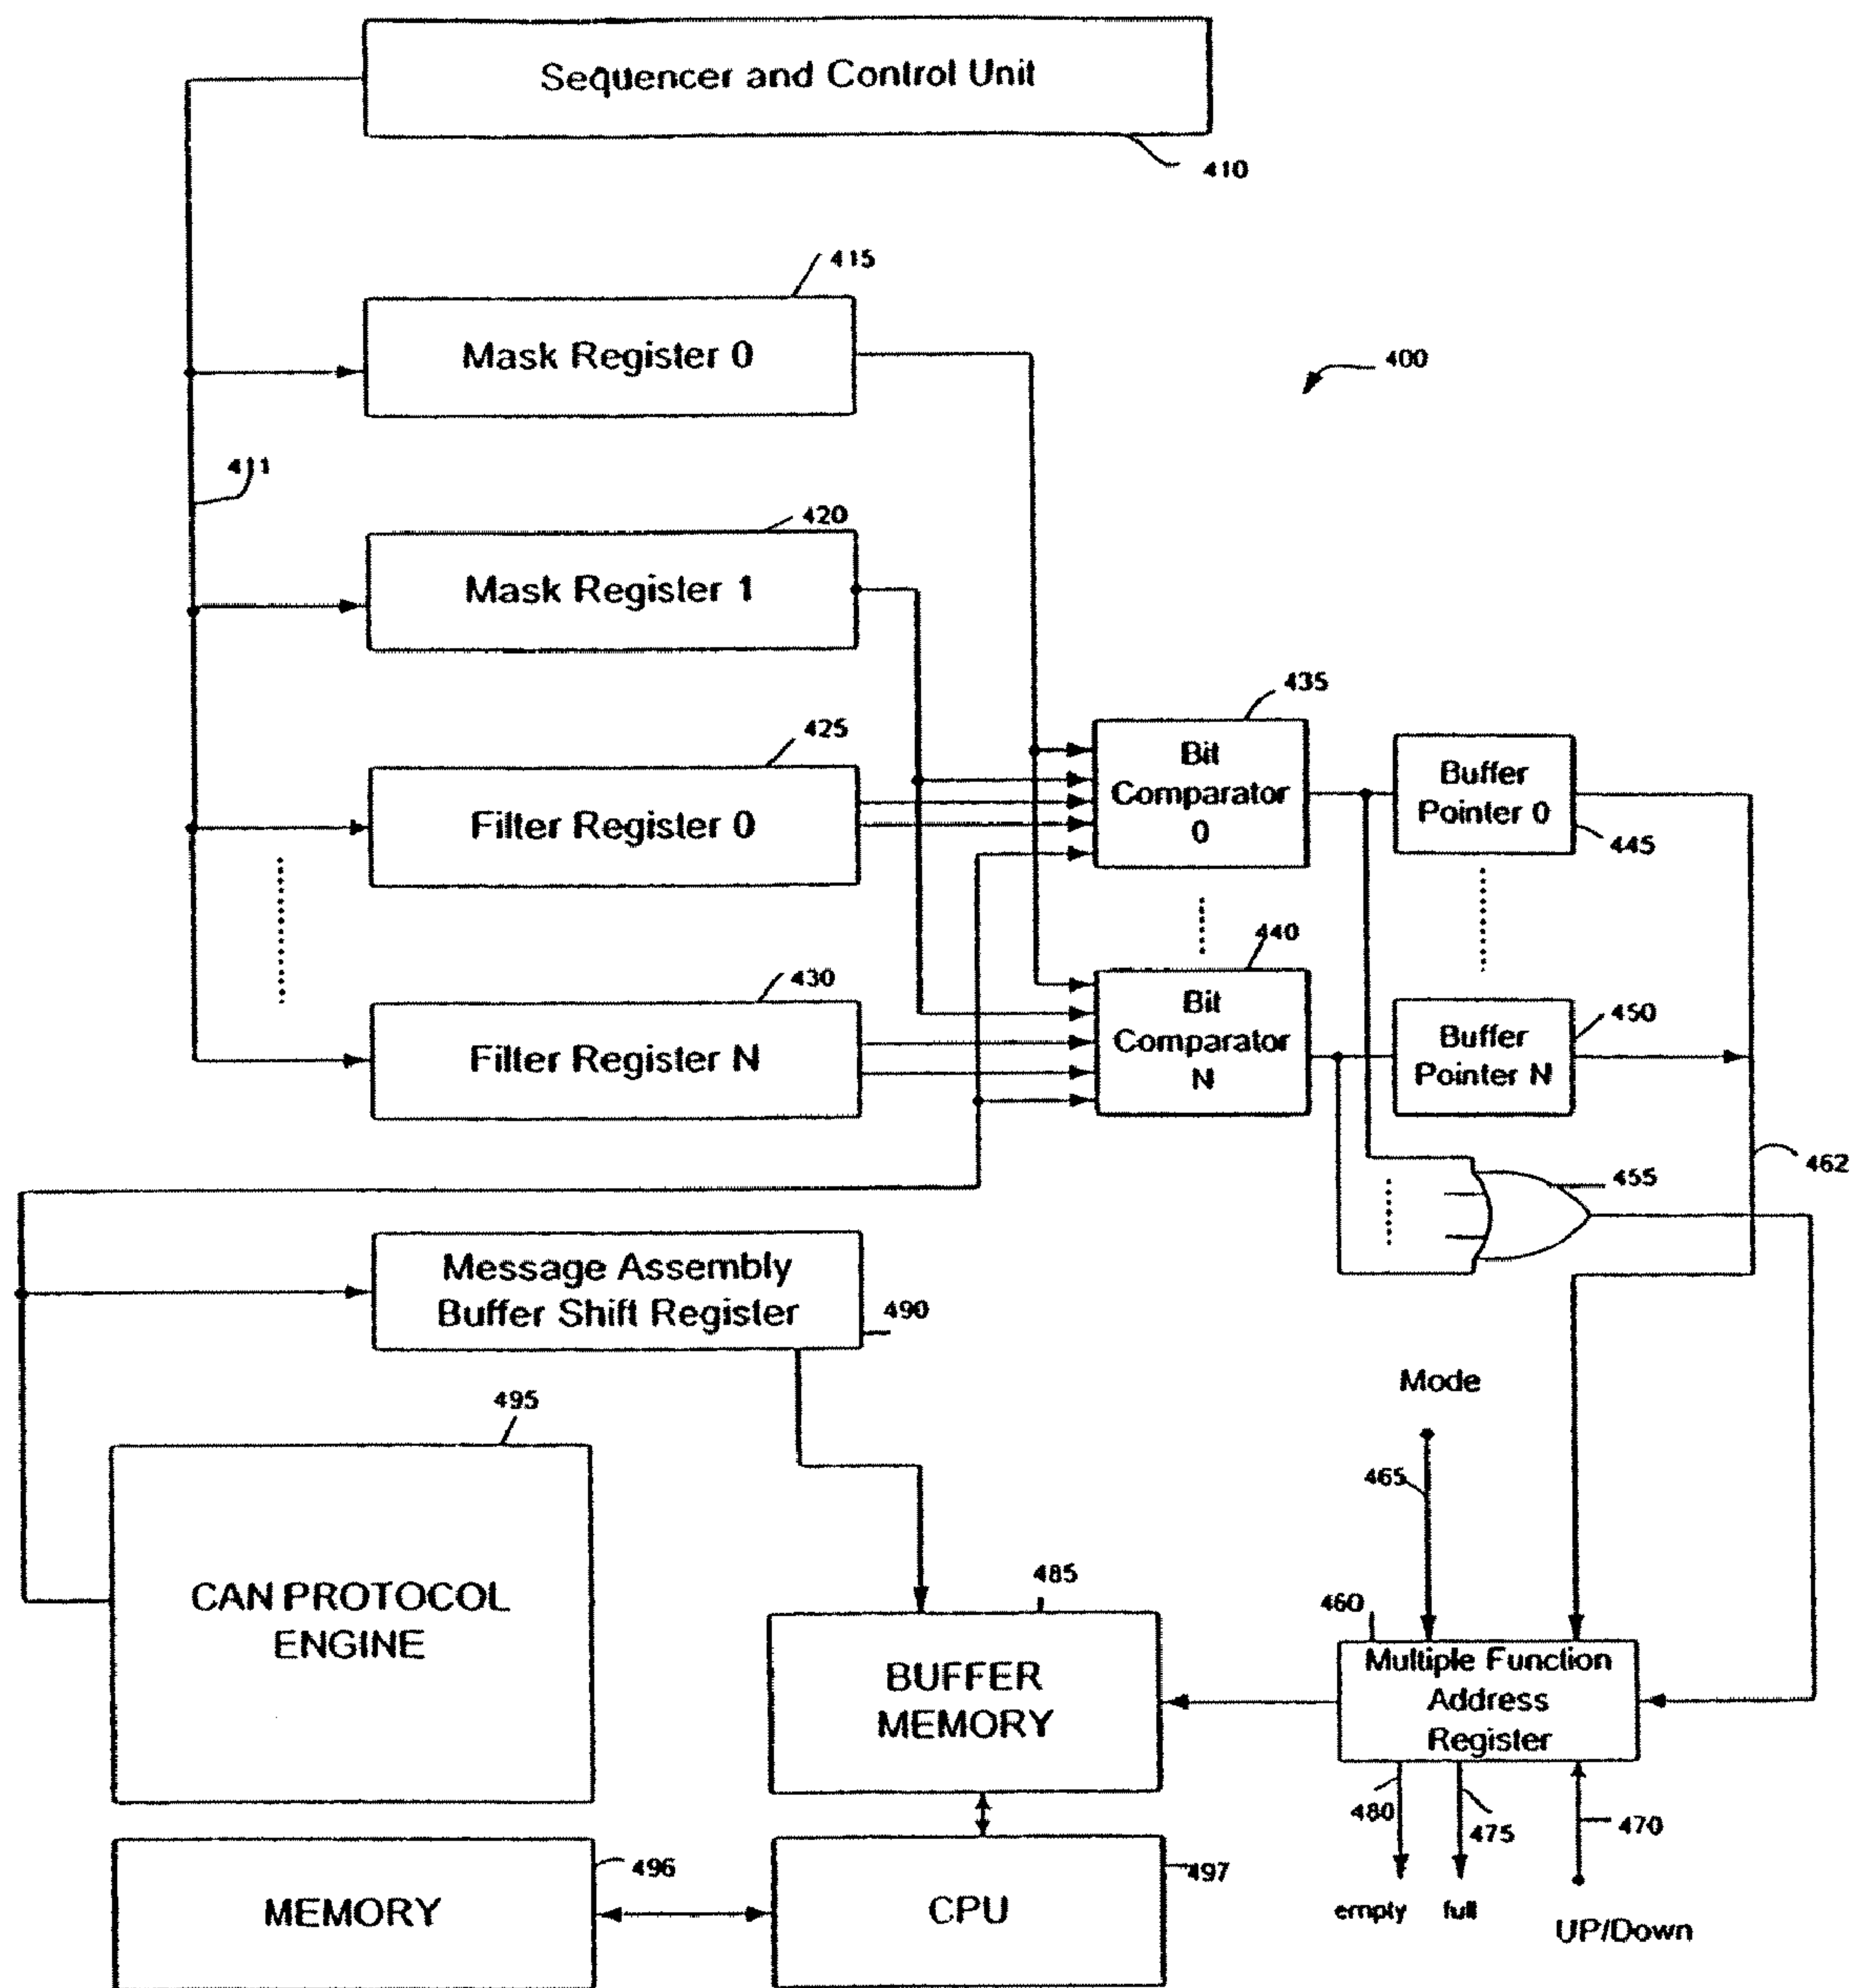 Sequencer and Control Unit
410
415
Mask Register 0
400
411
420
Mask Register 1
435
425
Bit
Comparator
0
Buffer
Pointer 0
Filter Register 0
445
440
430
Bit
Comparator
N
450
Buffer
Pointer N
Filter Register N
462
455
Message Assembly
Buffer Shift Register
490
Mode
495
465
CAN PROTOCOL
ENGINE
485
460
BUFFER
MEMORY
Multiple Function
Address
Register
480
475
470
496
497
MEMORY
CPU
empty
full
UP/Down